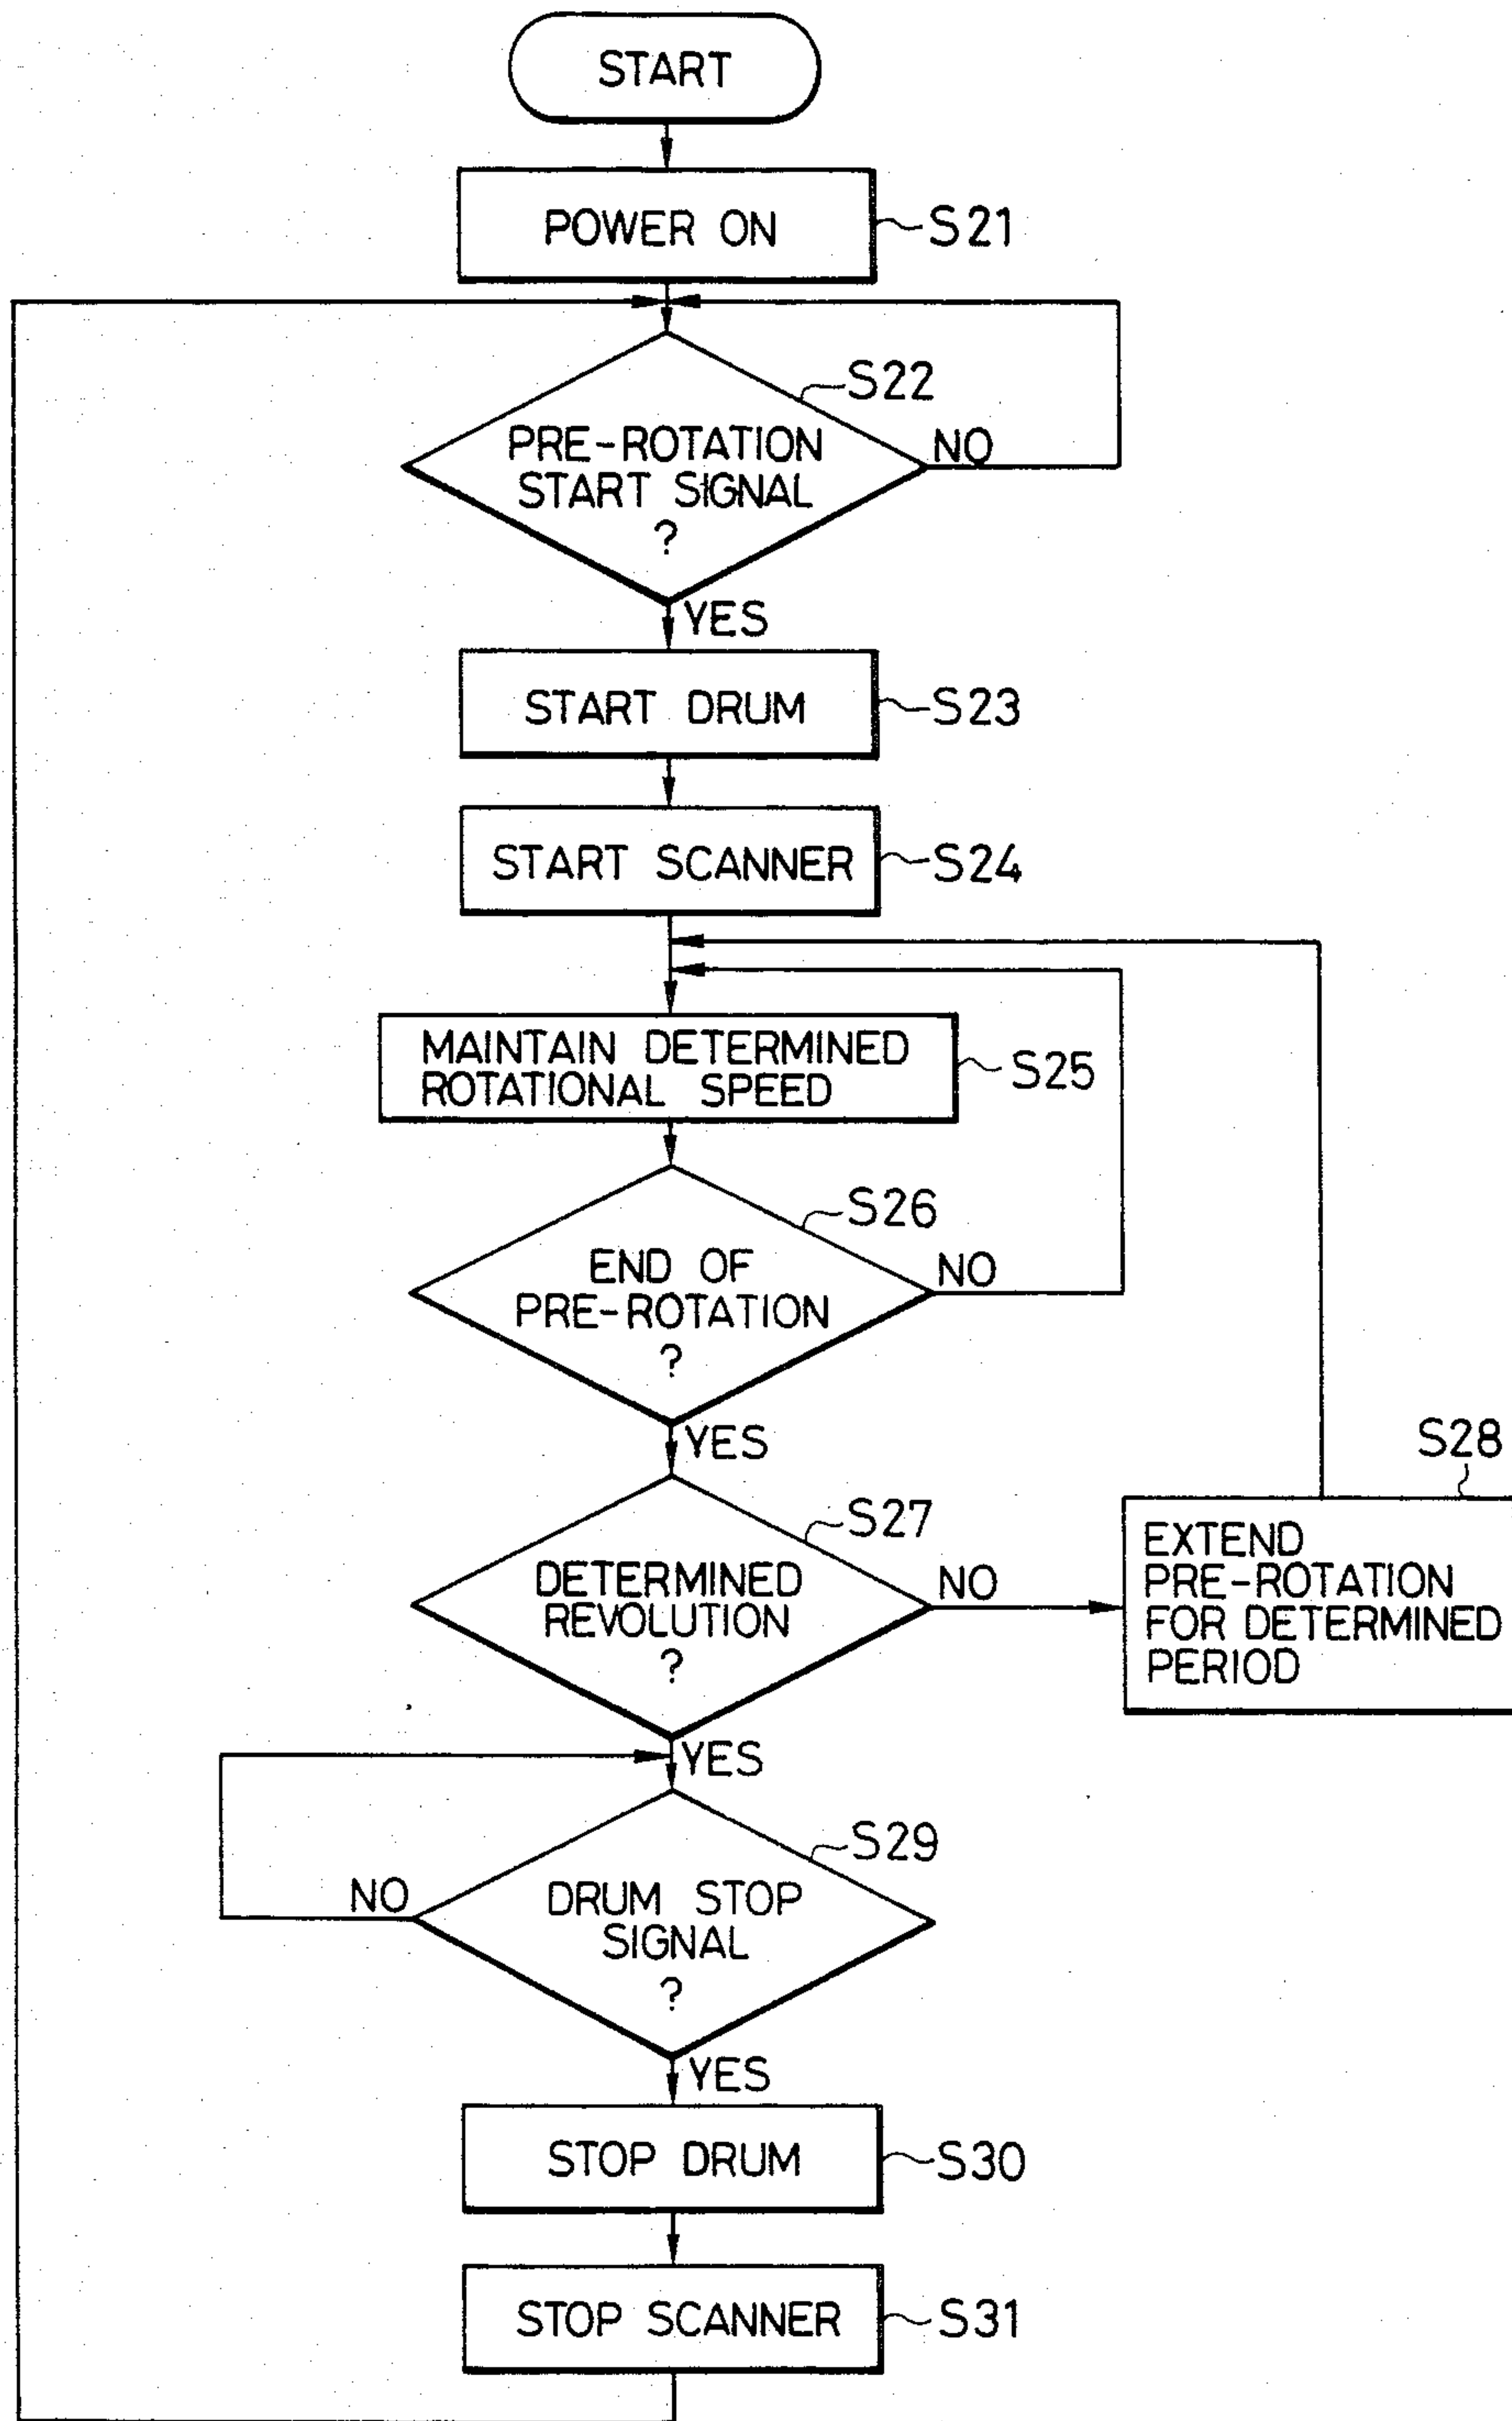 START
POWER ON
S21
S22
PRE-ROTATION
START SIGNAL
?
NO
YES
START DRUM
S23
START SCANNER
S24
MAINTAIN DETERMINED
ROTATIONAL SPEED
S25
S26
END OF
PRE-ROTATION
?
NO
YES
S27
DETERMINED
REVOLUTION
?
NO
S28
EXTEND
PRE-ROTATION
FOR DETERMINED
PERIOD
YES
S29
DRUM STOP
SIGNAL
?
NO
YES
STOP DRUM
S30
STOP SCANNER
S31